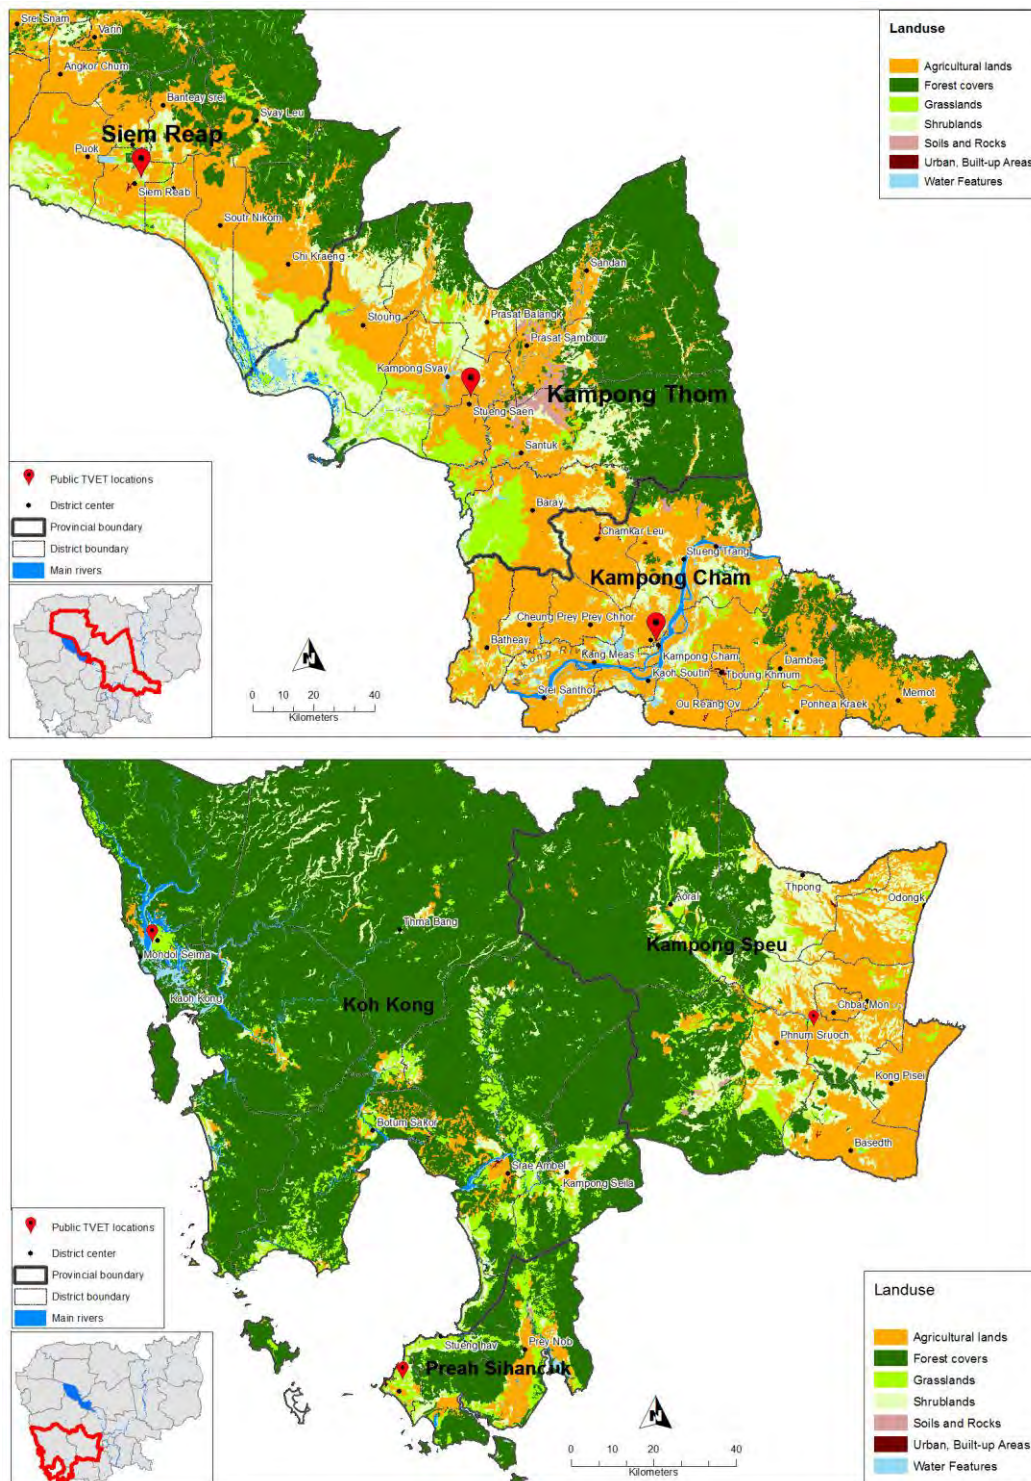 Srei Snam
Varin
Angkor Chum
Banteay srei
Svay Leu
Siem Reap
Puok
Siem Reab
Soutr Nikom
Chi Kraeng
Sandan
Stoung
Prasat Balangk
Prasat Sambour
Kampong Svay
Kampong Thom
Stueng Saen
Santuk
Baray
Chamkar Leu
Stueng Trang
Kampong Cham
Cheung Prey
Prey Chhor
Batheay
Kang Meas
Kampong Cham
Kaoh Soutin
Tboung Khmum
Dambae
Srei Santhor
Ou Reang Ov
Ponhea Kraek
Memot
Landuse
Agricultural lands
Forest covers
Grasslands
Shrublands
Soils and Rocks
Urban, Built-up Areas
Water Features
Public TVET locations
District center
Provincial boundary
District boundary
Main rivers
N
0 10 20 40
Kilometers
Thpong
Odongk
Aoral
Thma Bang
Kampong Speu
Mondol Seima
Kaoh Kong
Koh Kong
Chbar Mon
Phnum Sruoch
Kong Pisei
Botum Sakor
Basedth
Srae Ambel
Kampong Seila
Stueng hav
Prey Nob
Preah Sihanouk
Public TVET locations
District center
Provincial boundary
District boundary
Main rivers
N
0 10 20 40
Kilometers
Landuse
Agricultural lands
Forest covers
Grasslands
Shrublands
Soils and Rocks
Urban, Built-up Areas
Water Features